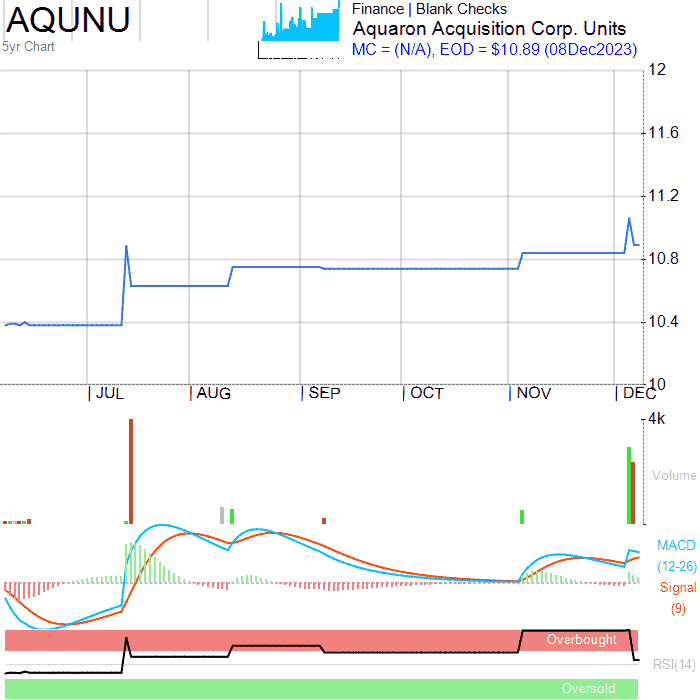 AQUNU
5yr Chart
Finance | Blank Checks
Aquaron Acquisition Corp. Units
MC = (N/A), EOD = $10.89 (08Dec2023)
12
11.6
11.2
10.8
10.4
10
JUL AUG SEP OCT NOV DEC
4k
Volume
MACD
(12-26)
Signal
(9)
Overbought
RSI(14)
Oversold